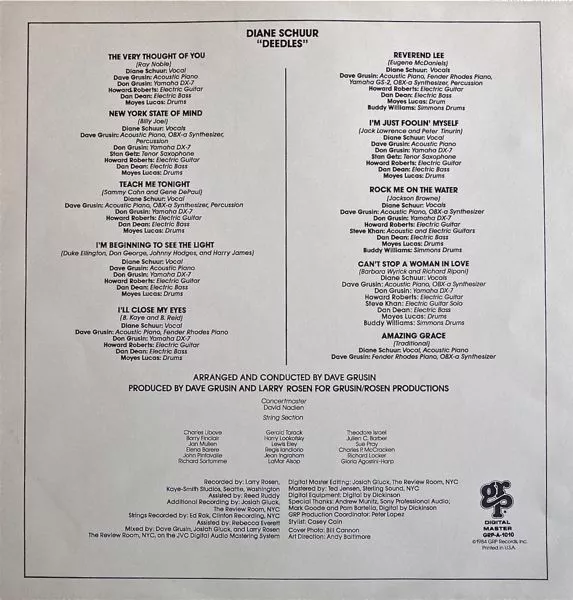 DIANE SCHUUR
"DEEDLES"
THE VERY THOUGHT OF YOU
(Ray Noble)
Diane Schuur: Vocal
Dave Grusin: Acoustic Piano
Don Grusin: Yamaha DX-7
Howard Roberts: Electric Guitar
Dan Dean: Electric Bass
Moyes Lucas: Drums
NEW YORK STATE OF MIND
(Billy Joel)
Diane Schuur: Vocals
Dave Grusin: Acoustic Piano, OBX-a Synthesizer,
Percussion
Don Grusin: Yamaha DX-7
Stan Getz: Tenor Saxophone
Howard Roberts: Electric Guitar
Dan Dean: Electric Bass
Moyes Lucas: Drums
TEACH ME TONIGHT
(Sammy Cahn and Gene DePaul)
Diane Schuur: Vocal
Dave Grusin: Acoustic Piano, OBX-a Synthesizer, Percussion
Don Grusin: Yamaha DX-7
Howard Roberts: Electric Guitar
Dan Dean: Electric Bass
Moyes Lucas: Drums
I'M BEGINNING TO SEE THE LIGHT
(Duke Ellington, Don George, Johnny Hodges, and Harry James)
Diane Schuur: Vocal
Dave Grusin: Acoustic Piano
Don Grusin: Yamaha DX-7
Howard Roberts: Electric Guitar
Dan Dean: Electric Bass
Moyes Lucas: Drums
I'LL CLOSE MY EYES
(B. Kaye and B. Reid)
Diane Schuur: Vocal
Dave Grusin: Acoustic Piano, Fender Rhodes Piano
Don Grusin: Yamaha DX-7
Howard Roberts: Electric Guitar
Dan Dean: Electric Bass
Moyes Lucas: Drums
REVEREND LEE
(Eugene McDaniels)
Diane Schuur: Vocals
Dave Grusin: Acoustic Piano, Fender Rhodes Piano,
Yamaha GS-2, OBX-a Synthesizer, Percussion
Howard Roberts: Electric Guitar
Dan Dean: Electric Bass
Moyes Lucas: Drum
Buddy Williams: Simmons Drums
I'M JUST FOOLIN' MYSELF
(Jack Lawrence and Peter Tinurin)
Diane Schuur: Vocal
Dave Grusin: Acoustic Piano
Don Grusin: Yamaha DX-7
Stan Getz: Tenor Saxophone
Dan Dean: Electric Bass
Moyes Lucas: Drums
ROCK ME ON THE WATER
(Jackson Browne)
Diane Schuur: Vocals
Dave Grusin: Acoustic Piano, OBX-a Synthesizer
Don Grusin: Yamaha DX-7
Howard Roberts: Electric Guitar
Steve Khan: Acoustic and Electric Guitars
Dan Dean: Electric Bass
Moyes Lucas: Drums
Buddy Williams: Simmons Drums
CAN'T STOP A WOMAN IN LOVE
(Barbara Wyrick and Richard Ripani)
Diane Schuur: Vocals
Dave Grusin: Acoustic Piano, OBX-a Synthesizer
Don Grusin: Yamaha DX-7
Howard Roberts: Electric Guitar
Steve Khan: Electric Guitar Solo
Dan Dean: Electric Bass
Moyes Lucas: Drums
Buddy Williams: Simmons Drums
AMAZING GRACE
(Traditional)
Diane Schuur: Vocal, Acoustic Piano
Dave Grusin: Fender Rhodes Piano, OBX-a Synthesizer
ARRANGED AND CONDUCTED BY DAVE GRUSIN
PRODUCED BY DAVE GRUSIN AND LARRY ROSEN FOR GRUSIN/ROSEN PRODUCTIONS
Concertmaster
David Nadien
String Section
Charles Libove
Barry Finclair
Jan Mullen
Elena Barere
John Pintavalle
Richard Sortomme
Gerald Tarack
Harry Lookofsky
Lewis Eley
Regis Iandiorio
Jean Ingraham
LaMar Alsop
Theodore Israel
Julien C. Barber
Sue Pray
Charles P. McCracken
Richard Locker
Gloria Agostini-Harp
Recorded by: Larry Rosen,
Kaye-Smith Studios, Seattle, Washington
Assisted by: Reed Ruddy
Additional Recording by: Josiah Gluck,
The Review Room, NYC
Strings Recorded by: Ed Rak, Clinton Recording, NYC
Assisted by: Rebecca Everett
Mixed by: Dave Grusin, Josiah Gluck, and Larry Rosen
The Review Room, NYC, on the JVC Digital Audio Mastering System
Digital Master Editing: Josiah Gluck, The Review Room, NYC
Mastered by: Ted Jensen, Sterling Sound, NYC
Digital Equipment: Digital by Dickinson
Special Thanks: Andrew Munitz, Sony Professional Audio;
Mark Goode and Pam Bartella, Digital by Dickinson
GRP Production Coordinator: Peter Lopez
Stylist: Casey Cain
Cover Photo: Bill Cannon
Art Direction: Andy Baltimore
grp
DIGITAL
MASTER
GRP-A-1010
©1984 GRP Records, Inc.
Printed in U.S.A.